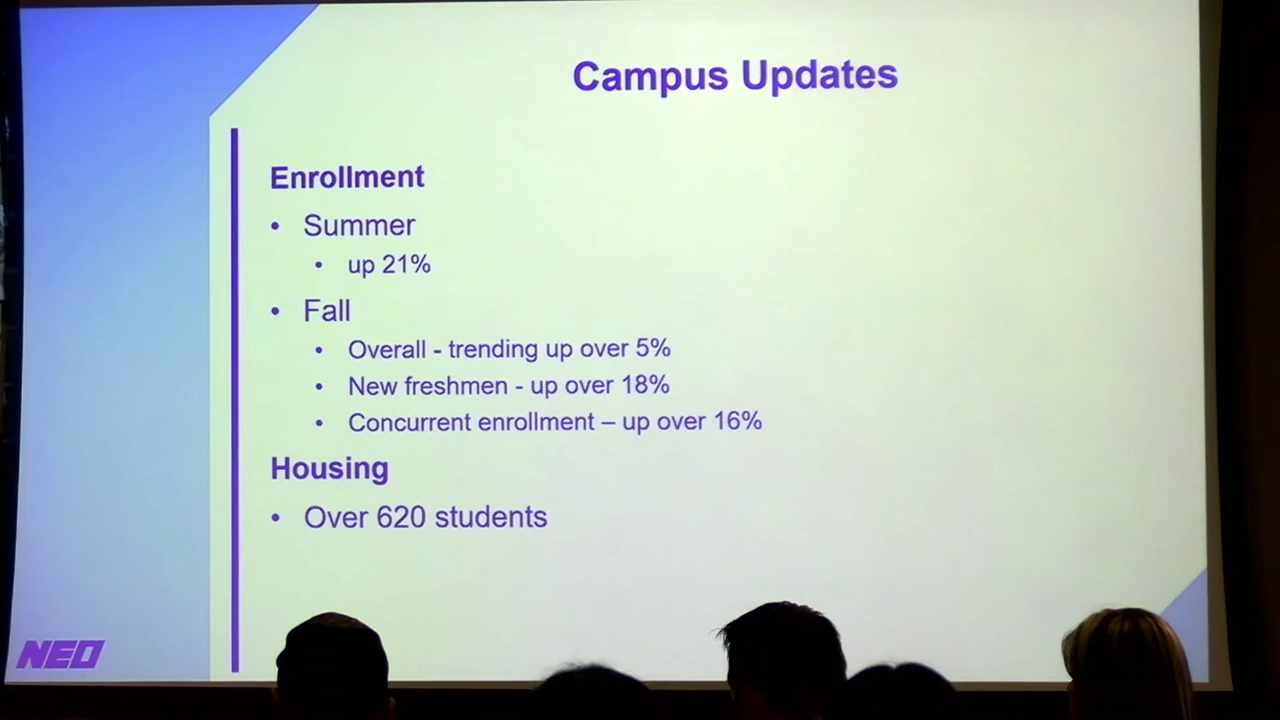 Campus Updates
Enrollment
• Summer
• up 21%
• Fall
• Overall - trending up over 5%
• New freshmen - up over 18%
• Concurrent enrollment – up over 16%
Housing
• Over 620 students
NEO